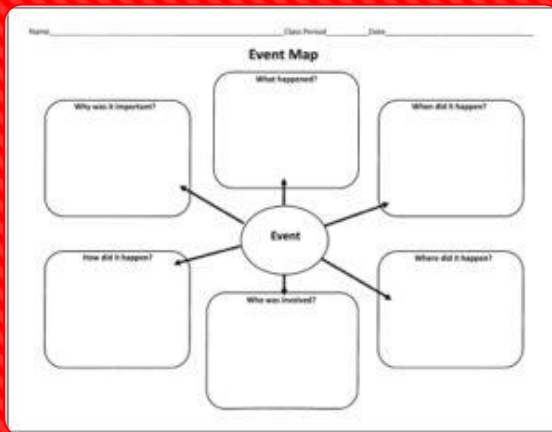 Name Class Period Date
Event Map
What happened?
Why was it important?
When did it happen?
Event
How did it happen?
Where did it happen?
Who was involved?